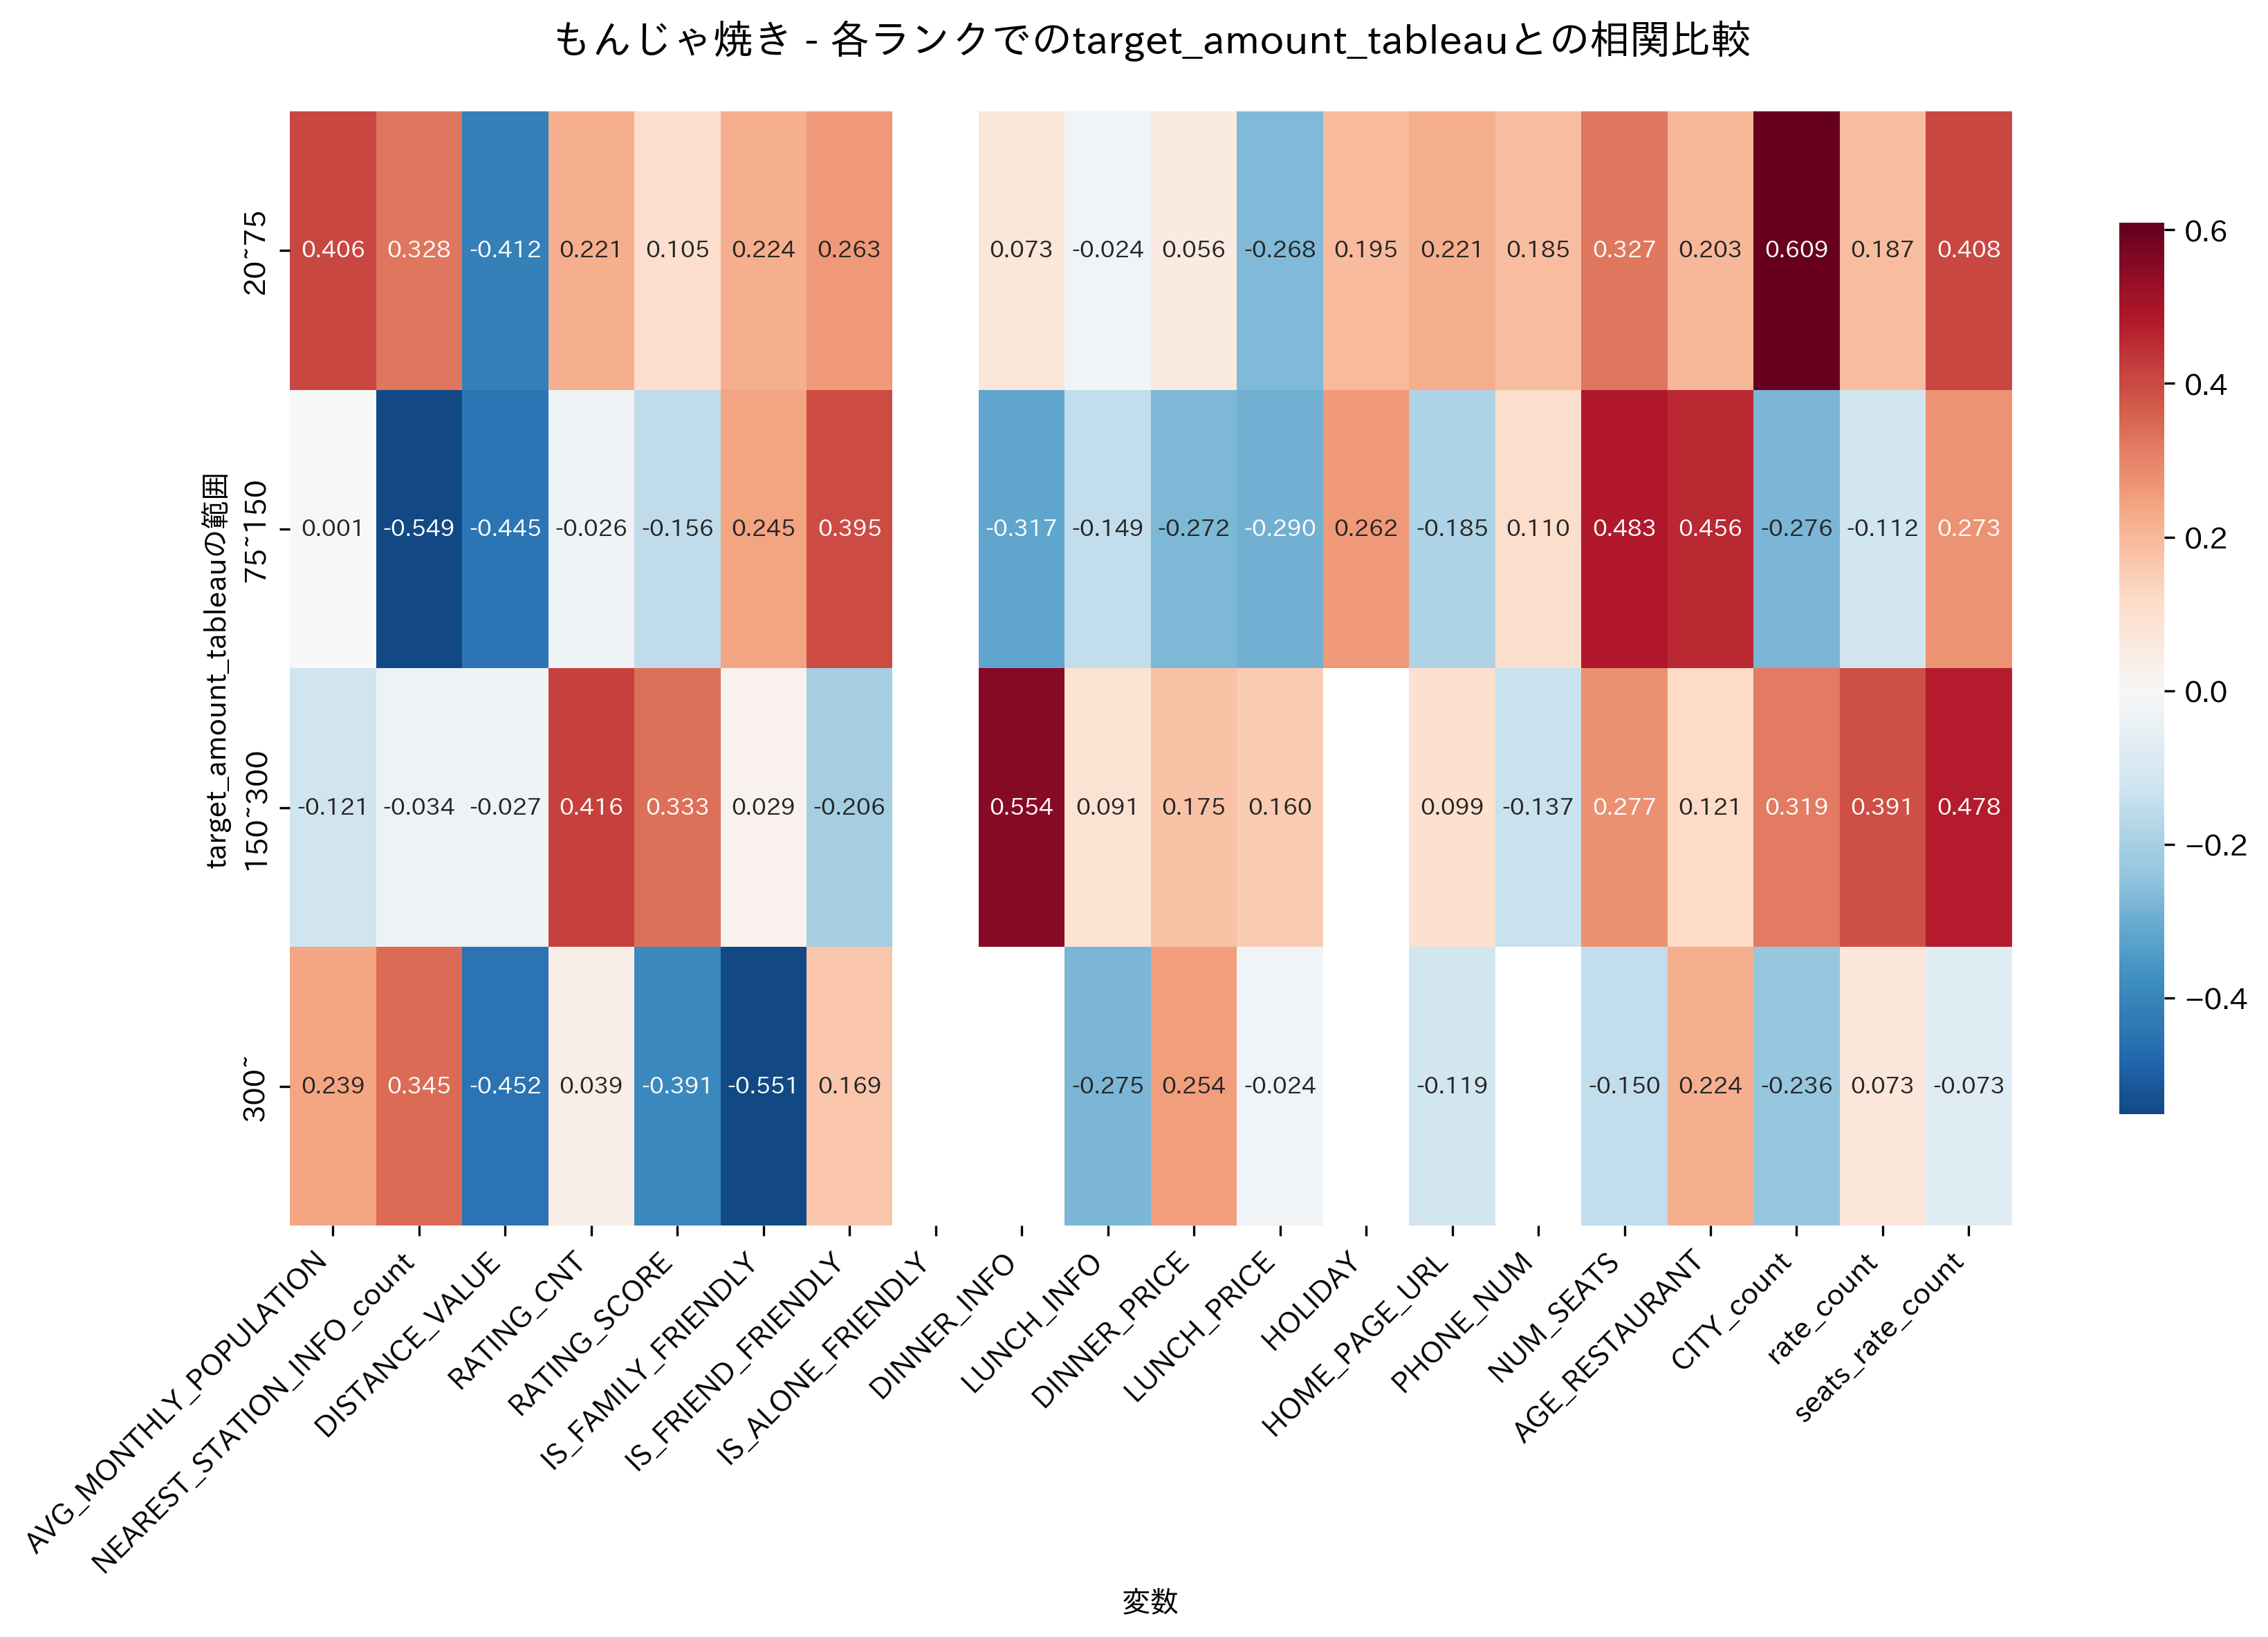 もんじゃ焼き - 各ランクでのtarget_amount_tableauとの相関比較
target_amount_tableauの範囲
20~75
0.406 0.328 -0.412 0.221 0.105 0.224 0.263 0.073 -0.024 0.056 -0.268 0.195 0.221 0.185 0.327 0.203 0.609 0.187 0.408
75~150
0.001 -0.549 -0.445 -0.026 -0.156 0.245 0.395 -0.317 -0.149 -0.272 -0.290 0.262 -0.185 0.110 0.483 0.456 -0.276 -0.112 0.273
150~300
-0.121 -0.034 -0.027 0.416 0.333 0.029 -0.206 0.554 0.091 0.175 0.160 0.099 -0.137 0.277 0.121 0.319 0.391 0.478
300~
0.239 0.345 -0.452 0.039 -0.391 -0.551 0.169 -0.275 0.254 -0.024 -0.119 -0.150 0.224 -0.236 0.073 -0.073
AVG_MONTHLY_POPULATION
NEAREST_STATION_INFO_count
DISTANCE_VALUE
RATING_CNT
RATING_SCORE
IS_FAMILY_FRIENDLY
IS_FRIEND_FRIENDLY
IS_ALONE_FRIENDLY
DINNER_INFO
LUNCH_INFO
DINNER_PRICE
LUNCH_PRICE
HOLIDAY
HOME_PAGE_URL
PHONE_NUM
NUM_SEATS
AGE_RESTAURANT
CITY_count
rate_count
seats_rate_count
変数
0.6
0.4
0.2
0.0
−0.2
−0.4